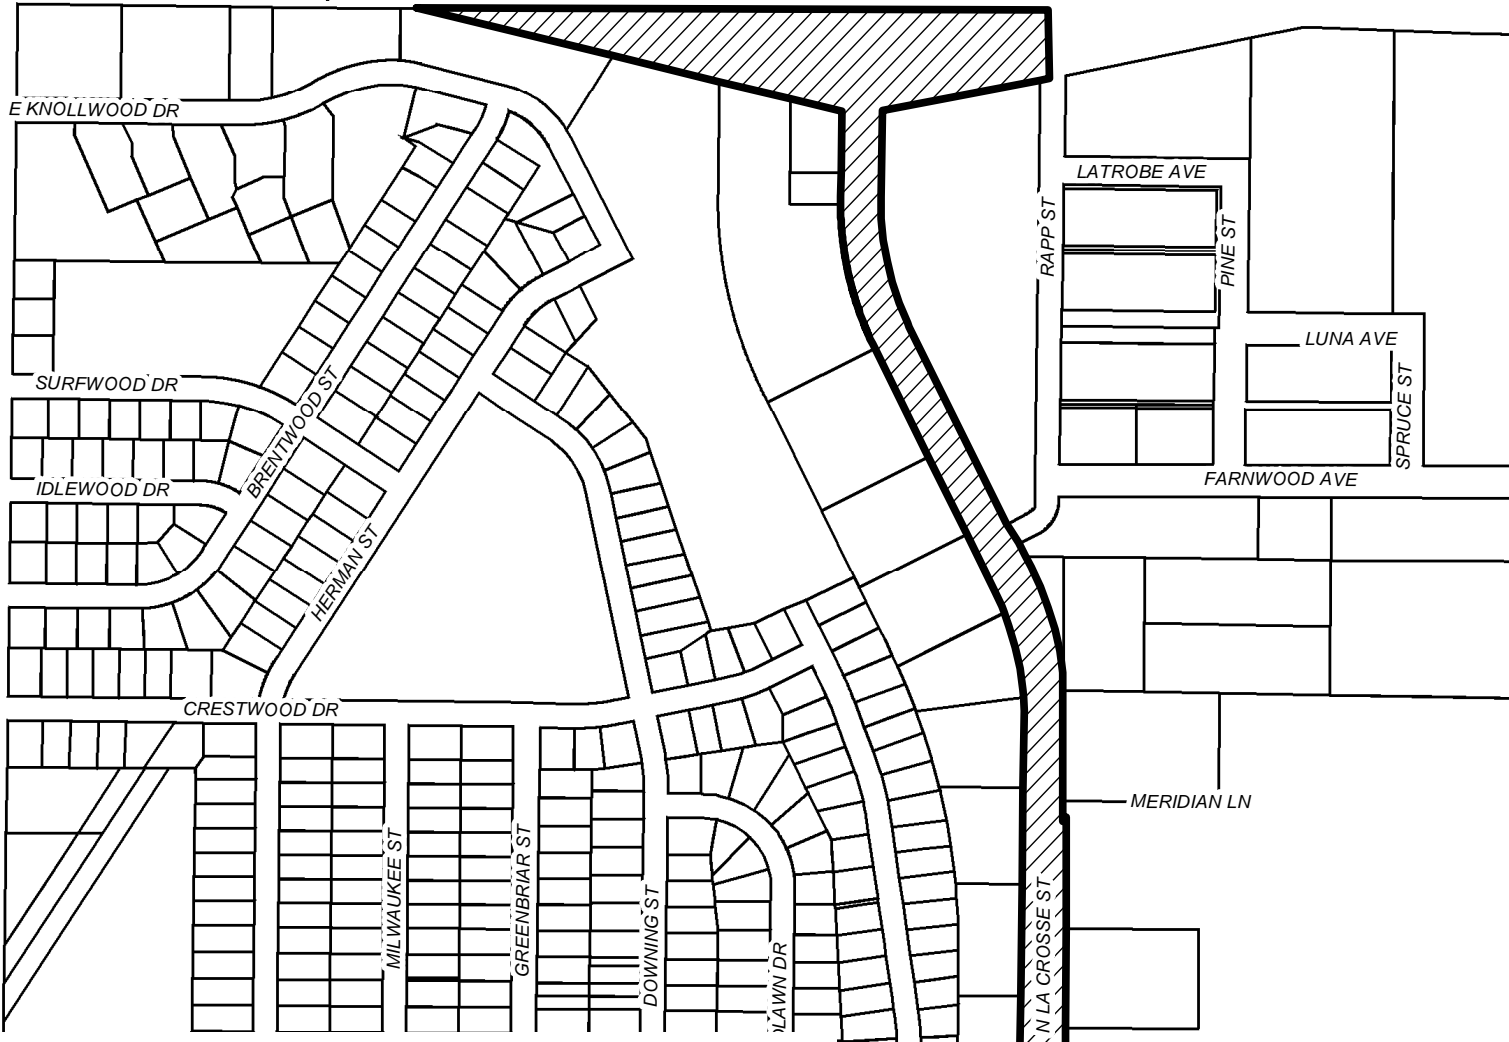 E KNOLLWOOD DR
LATROBE AVE
RAPP ST
PINE ST
LUNA AVE
SURFWOOD DR
BRENTWOOD ST
SPRUCE ST
IDLEWOOD DR
FARNWOOD AVE
HERMAN ST
CRESTWOOD DR
MERIDIAN LN
MILWAUKEE ST
GREENBRIAR ST
DOWNING ST
N LA CROSSE ST